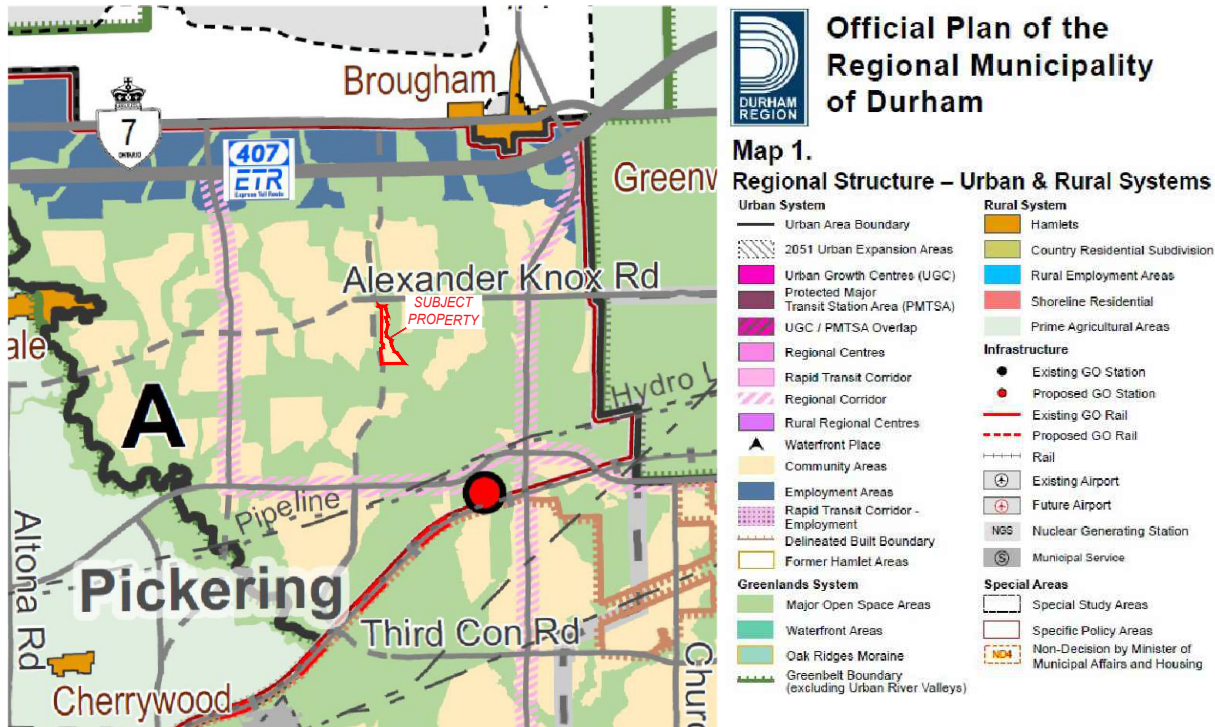 Brougham
7
ONTARIO
407
ETR
Express Toll Route
Greenw
Alexander Knox Rd
SUBJECT
PROPERTY
ale
A
Hydro L
Pipeline
Altona Rd
Pickering
Third Con Rd
Churc
Cherrywood
DURHAM
REGION
Official Plan of the
Regional Municipality
of Durham
Map 1.
Regional Structure – Urban & Rural Systems
Urban System
Urban Area Boundary
2051 Urban Expansion Areas
Urban Growth Centres (UGC)
Protected Major
Transit Station Area (PMTSA)
UGC / PMTSA Overlap
Regional Centres
Rapid Transit Corridor
Regional Corridor
Rural Regional Centres
Waterfront Place
Community Areas
Employment Areas
Rapid Transit Corridor -
Employment
Delineated Built Boundary
Former Hamlet Areas
Greenlands System
Major Open Space Areas
Waterfront Areas
Oak Ridges Moraine
Greenbelt Boundary
(excluding Urban River Valleys)
Rural System
Hamlets
Country Residential Subdivision
Rural Employment Areas
Shoreline Residential
Prime Agricultural Areas
Infrastructure
Existing GO Station
Proposed GO Station
Existing GO Rail
Proposed GO Rail
Rail
Existing Airport
Future Airport
NGS Nuclear Generating Station
S Municipal Service
Special Areas
Special Study Areas
Specific Policy Areas
ND4 Non-Decision by Minister of
Municipal Affairs and Housing